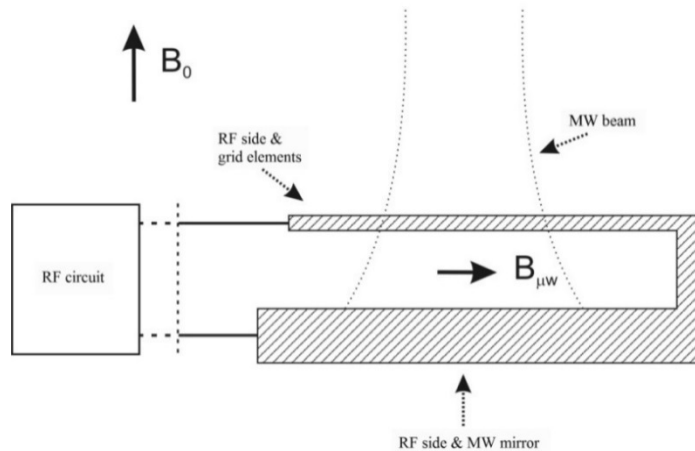 B0
RF side &
grid elements
MW beam
RF circuit
Bμw
RF side & MW mirror